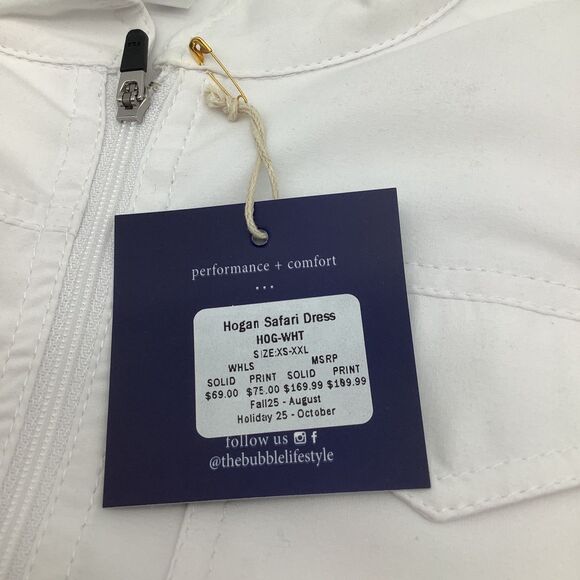 performance + comfort
...
Hogan Safari Dress
HOG-WHT
SIZE:XS-XXL
WHLS MSRP
SOLID PRINT SOLID PRINT
$69.00 $75.00 $169.99 $189.99
Fall25 - August
Holiday 25 - October
follow us
@thebubblelifestyle